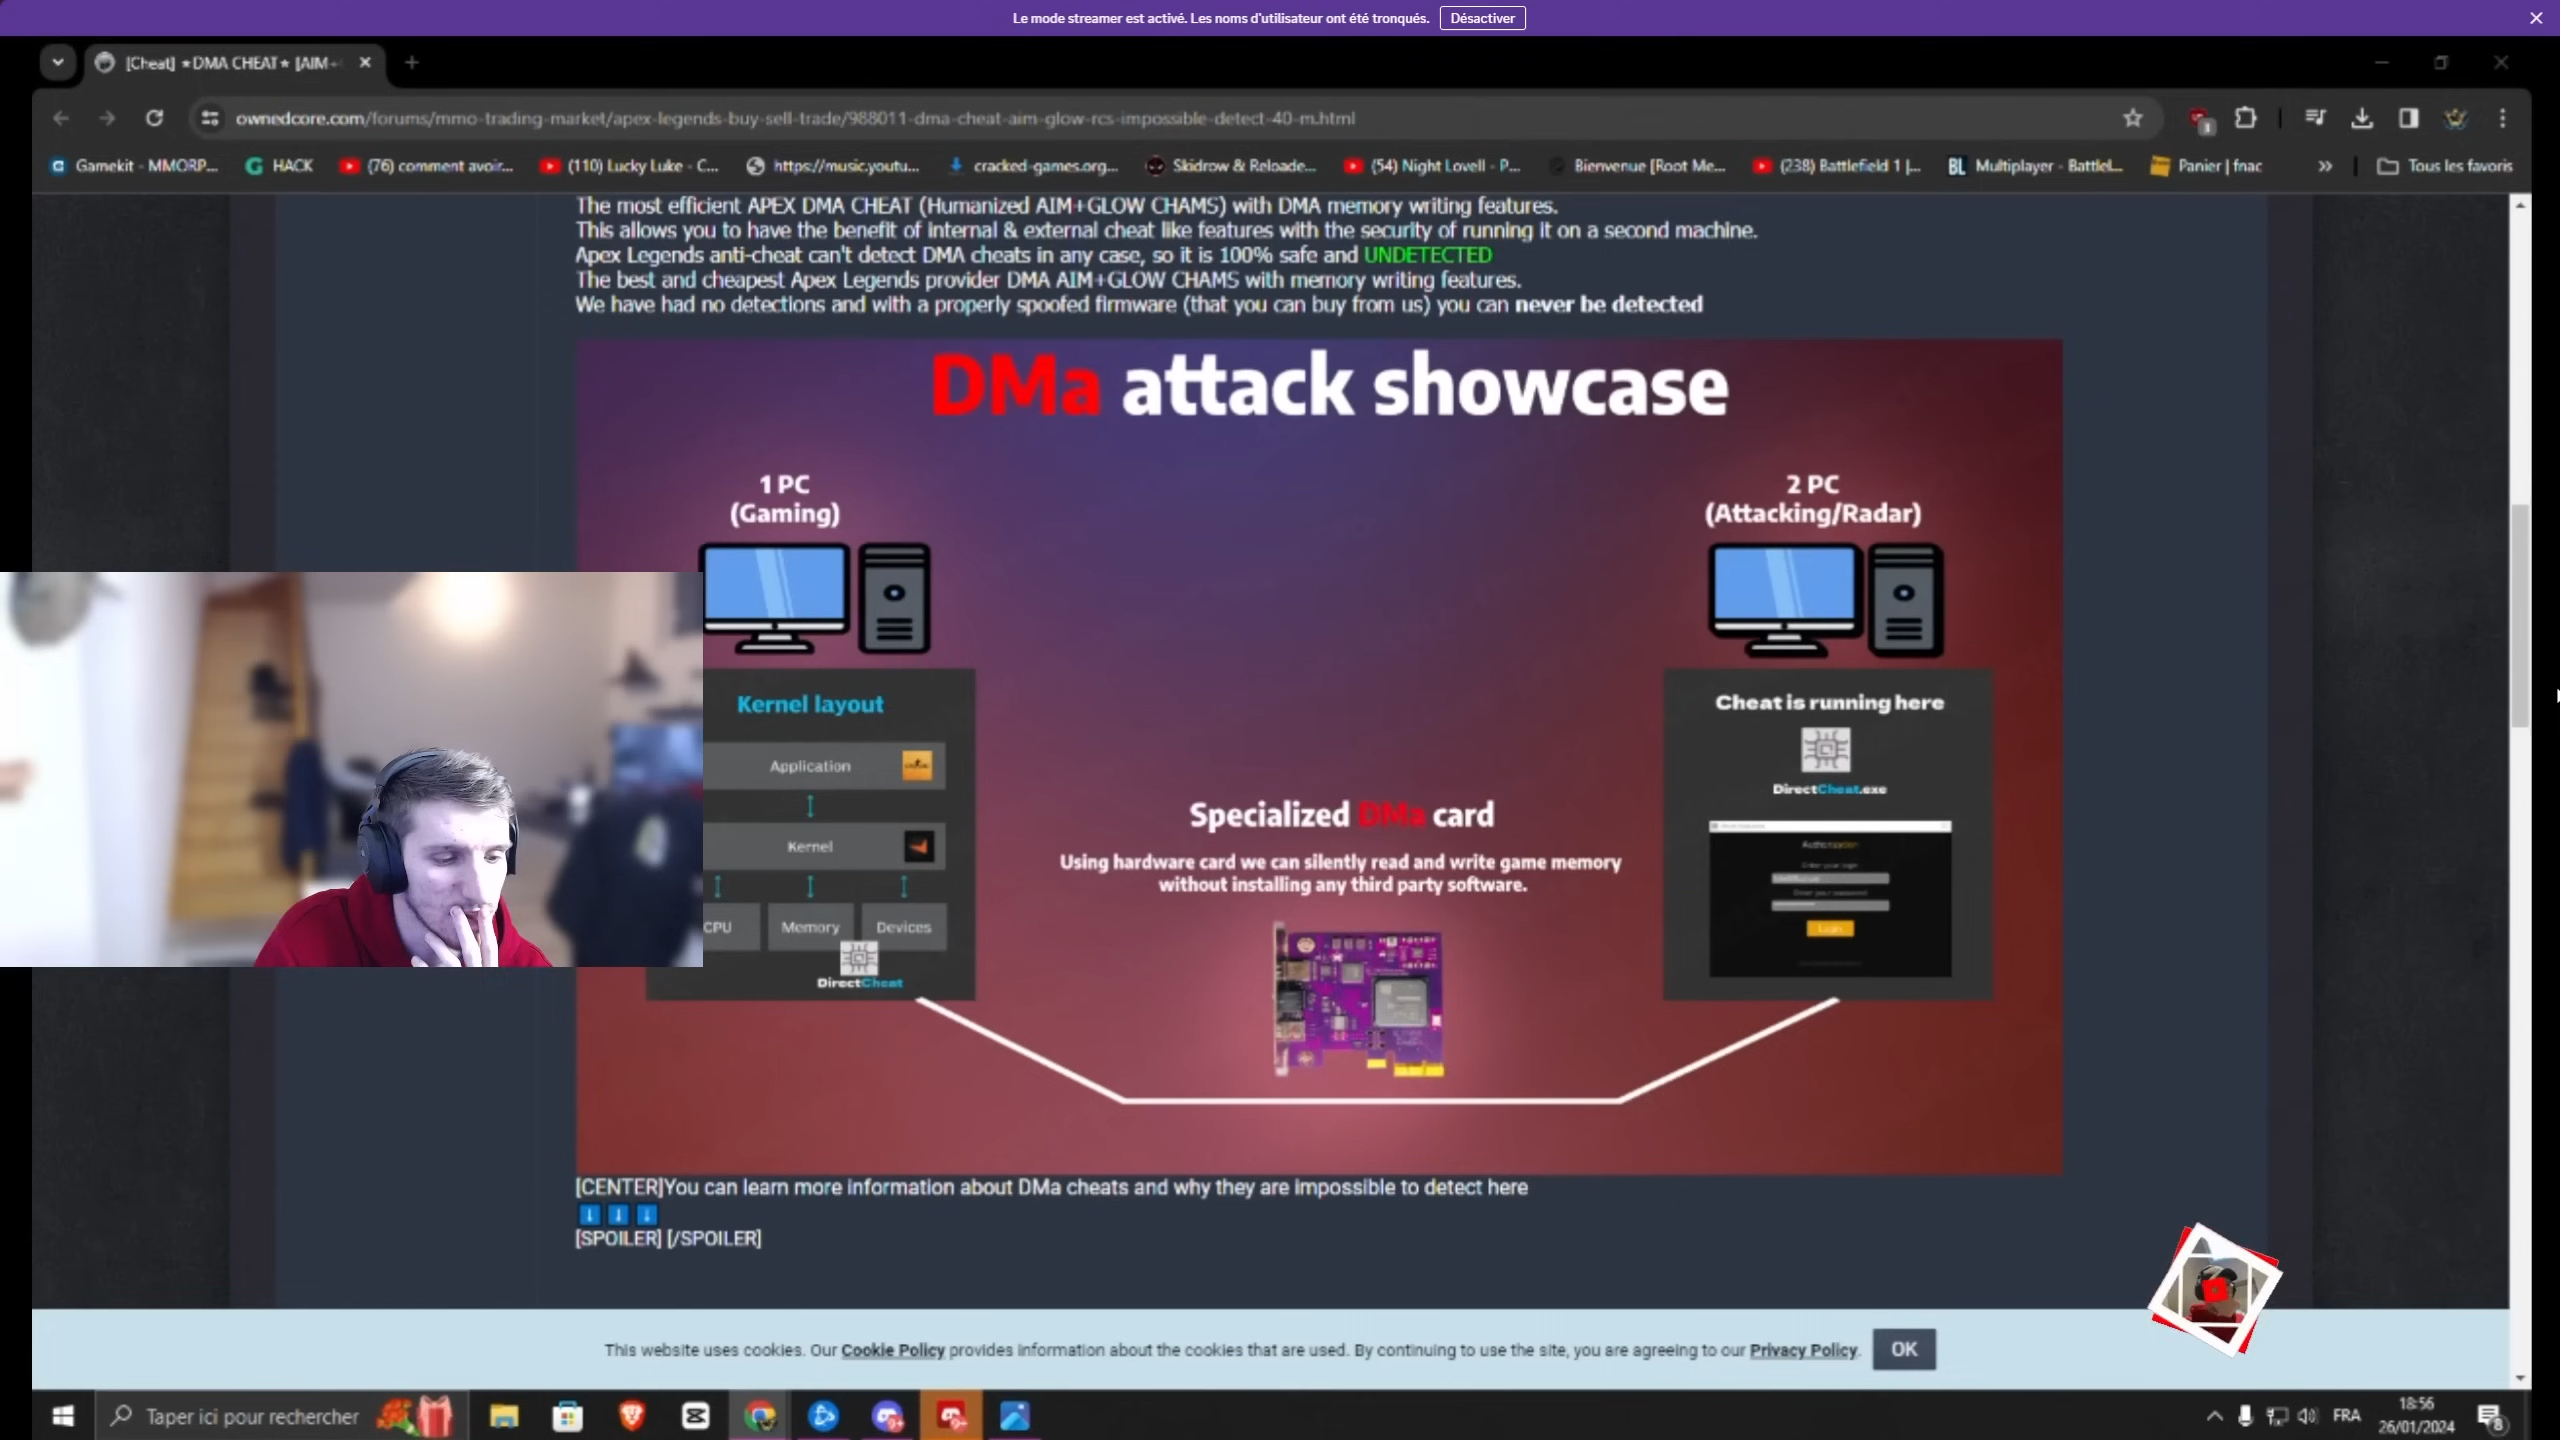 Le mode streamer est activé. Les noms d'utilisateur ont été tronqués. Désactiver
[Cheat] ★DMA CHEAT★ [AIM+
ownedcore.com/forums/mmo-trading-market/apex-legends-buy-sell-trade/988011-dma-cheat-aim-glow-rcs-impossible-detect-40-m.html
Gamekit - MMORP... HACK (76) comment avoir... (110) Lucky Luke - C... https://music.youtu... cracked-games.org... Skidrow & Reloade... (54) Night Lovell - P... Bienvenue [Root Me... (238) Battlefield 1 |... BL Multiplayer - BattleL... Panier | fnac » Tous les favoris
The most efficient APEX DMA CHEAT (Humanized AIM+GLOW CHAMS) with DMA memory writing features.
This allows you to have the benefit of internal & external cheat like features with the security of running it on a second machine.
Apex Legends anti-cheat can't detect DMA cheats in any case, so it is 100% safe and UNDETECTED
The best and cheapest Apex Legends provider DMA AIM+GLOW CHAMS with memory writing features.
We have had no detections and with a properly spoofed firmware (that you can buy from us) you can never be detected
DMa attack showcase
1 PC
(Gaming)
2 PC
(Attacking/Radar)
Kernel layout
Application
Kernel
CPU Memory Devices
DirectCheat
Specialized DMa card
Using hardware card we can silently read and write game memory
without installing any third party software.
Cheat is running here
DirectCheat.exe
Login
[CENTER]You can learn more information about DMa cheats and why they are impossible to detect here
[SPOILER] [/SPOILER]
This website uses cookies. Our Cookie Policy provides information about the cookies that are used. By continuing to use the site, you are agreeing to our Privacy Policy. OK
Taper ici pour rechercher
FRA
18:56
26/01/2024
8